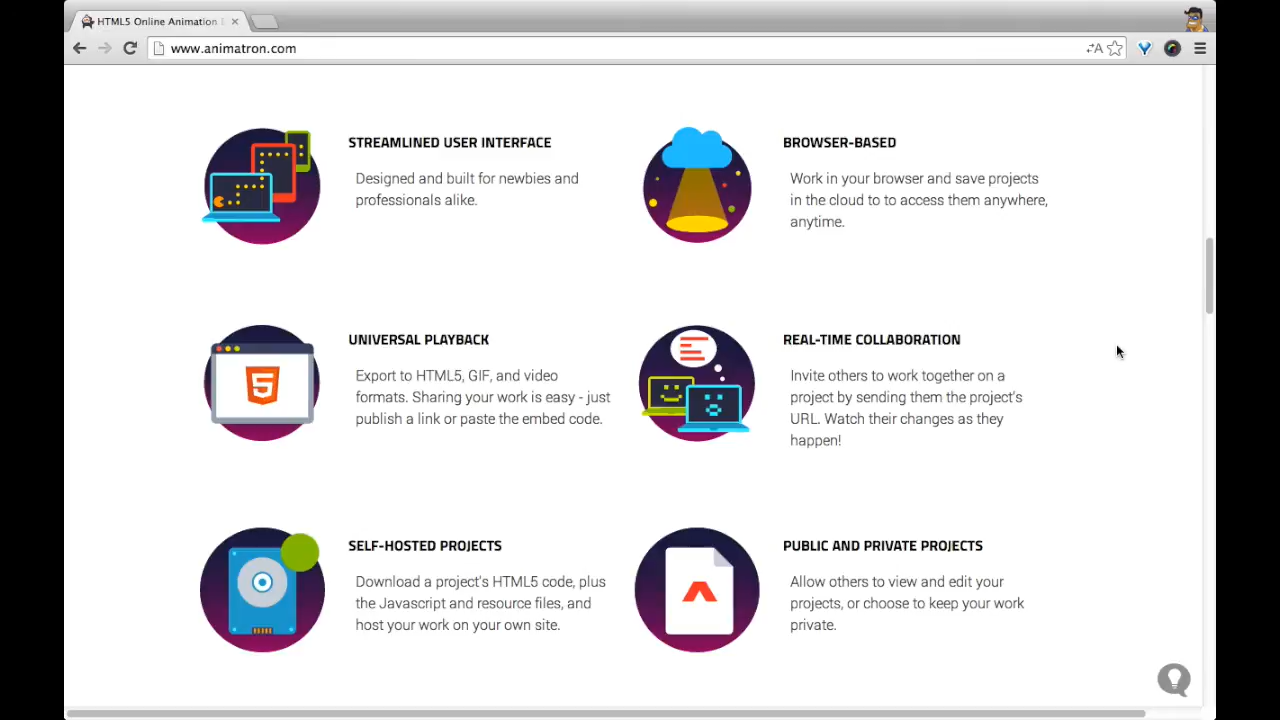 HTML5 Online Animation
www.animatron.com
STREAMLINED USER INTERFACE
Designed and built for newbies and
professionals alike.
BROWSER-BASED
Work in your browser and save projects
in the cloud to to access them anywhere,
anytime.
UNIVERSAL PLAYBACK
Export to HTML5, GIF, and video
formats. Sharing your work is easy - just
publish a link or paste the embed code.
REAL-TIME COLLABORATION
Invite others to work together on a
project by sending them the project's
URL. Watch their changes as they
happen!
SELF-HOSTED PROJECTS
Download a project's HTML5 code, plus
the Javascript and resource files, and
host your work on your own site.
PUBLIC AND PRIVATE PROJECTS
Allow others to view and edit your
projects, or choose to keep your work
private.